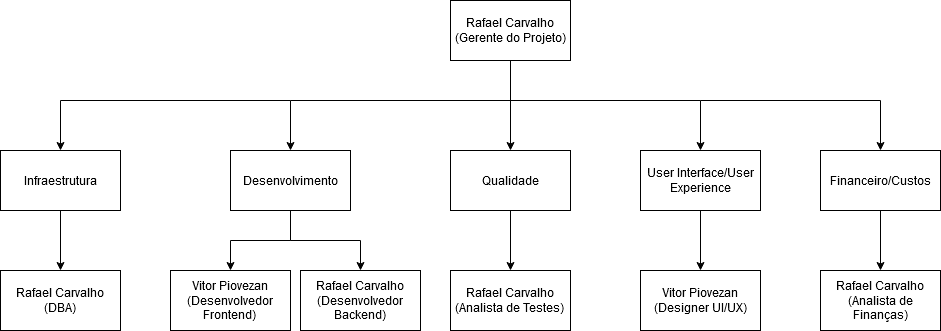 Rafael Carvalho
(Gerente do Projeto)
Infraestrutura
Desenvolvimento
Qualidade
User Interface/User
Experience
Financeiro/Custos
Rafael Carvalho
(DBA)
Vitor Piovezan
(Desenvolvedor
Frontend)
Rafael Carvalho
(Desenvolvedor
Backend)
Rafael Carvalho
(Analista de Testes)
Vitor Piovezan
(Designer UI/UX)
Rafael Carvalho
(Analista de
Finanças)